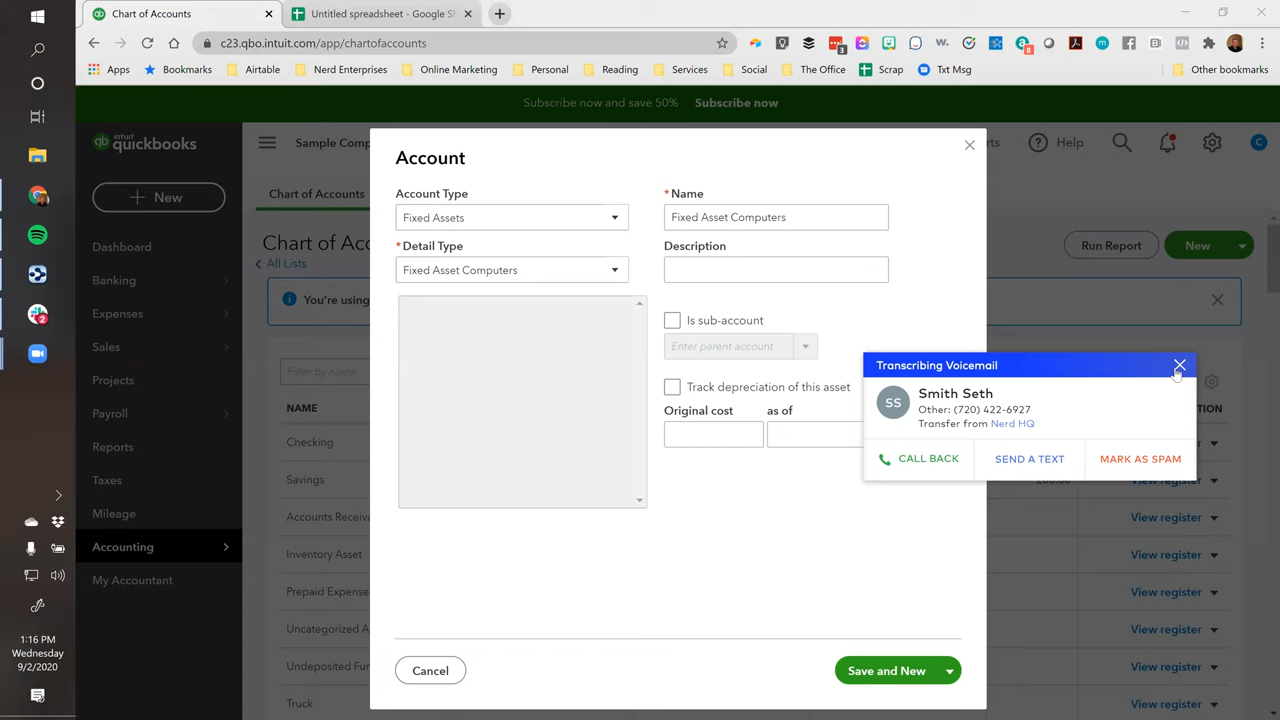 Chart of Accounts
Untitled spreadsheet - Google S
c23.qbo.intuit.com/app/chartofaccounts
3
8
Apps
Bookmarks
Airtable
Nerd Enterprises
Online Marketing
Personal
Reading
Services
Social
The Office
Scrap
Txt Msg
Other bookmarks
Subscribe now and save 50% Subscribe now
intuit
quickbooks
Sample Comp
Help
C
New
Dashboard
Banking
Expenses
Sales
Projects
Payroll
Reports
Taxes
Mileage
Accounting
My Accountant
Chart of Accounts
Chart of Acc
All Lists
Run Report
New
You're using
Filter by name
NAME
Checking
Savings
Accounts Receiva
Inventory Asset
Prepaid Expense
Uncategorized A
Undeposited Fun
Truck
View register
View register
View register
View register
View register
View register
Account
Account Type
Fixed Assets
* Name
Fixed Asset Computers
* Detail Type
Fixed Asset Computers
Description
Is sub-account
Enter parent account
Track depreciation of this asset
Original cost
as of
Cancel
Save and New
Transcribing Voicemail
SS
Smith Seth
Other: (720) 422-6927
Transfer from Nerd HQ
CALL BACK
SEND A TEXT
MARK AS SPAM
2
1:16 PM
Wednesday
9/2/2020